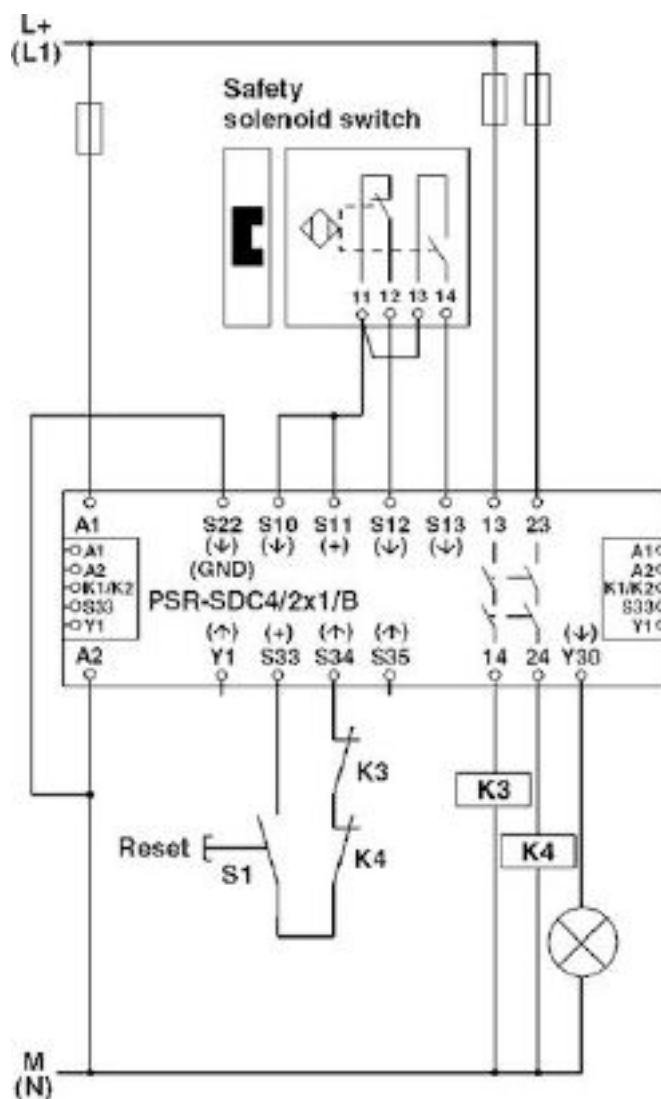 L+
(L1)
Safety
solenoid switch
11 12 13 14
A1 S22 S10 S11 S12 S13 13 23
(↓) (↓) (+) (↓) (↓)
(GND)
A1
A2
K1/K2
S33
Y1
A1
A2
K1/K2
S33
Y1
PSR-SDC4/2x1/B
(↑) (+) (↑) (↑) (↓)
A2 Y1 S33 S34 S35 14 24 Y30
K3
K3
Reset
S1
K4
K4
M
(N)